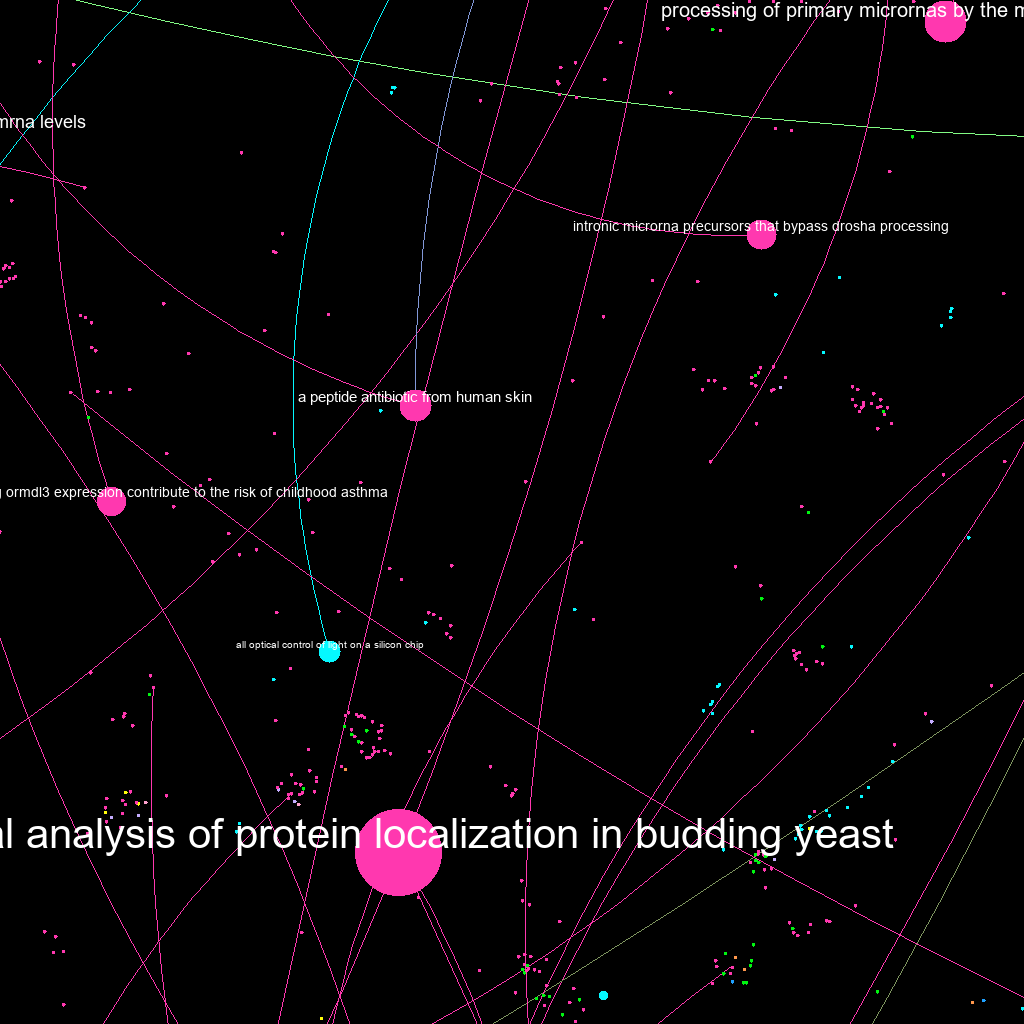 processing of primary micrornas by the m
mrna levels
intronic microrna precursors that bypass drosha processing
a peptide antibiotic from human skin
ormdl3 expression contribute to the risk of childhood asthma
all optical control of light on a silicon chip
al analysis of protein localization in budding yeast